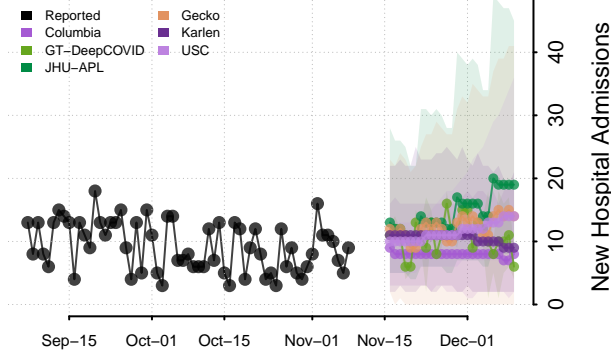 Reported
Columbia
GT−DeepCOVID
JHU−APL
Gecko
Karlen
USC
0
10
20
30
40
New Hospital Admissions
Sep−15
Oct−01
Oct−15
Nov−01
Nov−15
Dec−01